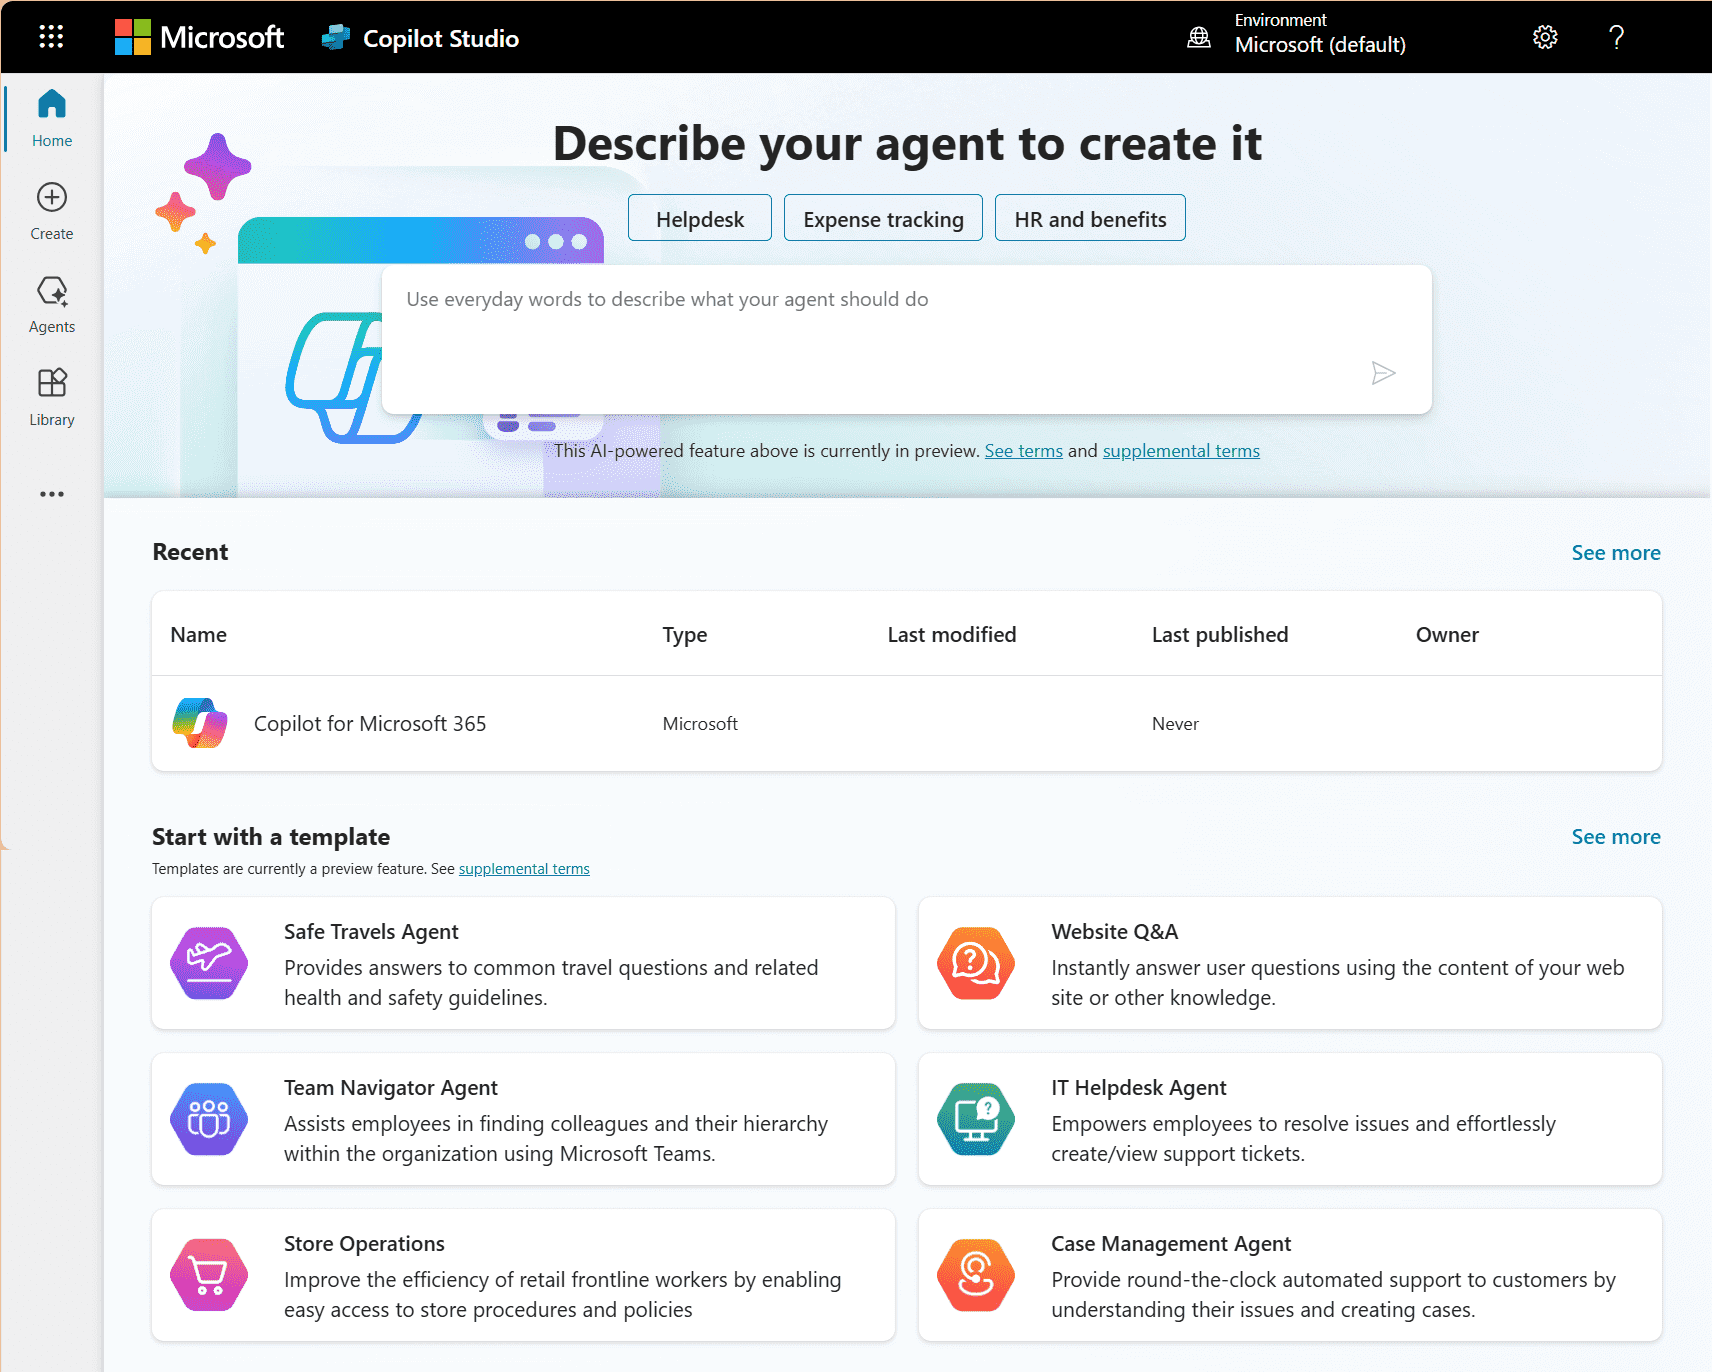 Microsoft
Copilot Studio
Environment
Microsoft (default)
?
Home
Create
Agents
Library
Describe your agent to create it
Helpdesk
Expense tracking
HR and benefits
Use everyday words to describe what your agent should do
This AI-powered feature above is currently in preview. See terms and supplemental terms
Recent
See more
Name
Type
Last modified
Last published
Owner
Copilot for Microsoft 365
Microsoft
Never
Start with a template
See more
Templates are currently a preview feature. See supplemental terms
Safe Travels Agent
Provides answers to common travel questions and related
health and safety guidelines.
Website Q&A
Instantly answer user questions using the content of your web
site or other knowledge.
Team Navigator Agent
Assists employees in finding colleagues and their hierarchy
within the organization using Microsoft Teams.
IT Helpdesk Agent
Empowers employees to resolve issues and effortlessly
create/view support tickets.
Store Operations
Improve the efficiency of retail frontline workers by enabling
easy access to store procedures and policies
Case Management Agent
Provide round-the-clock automated support to customers by
understanding their issues and creating cases.